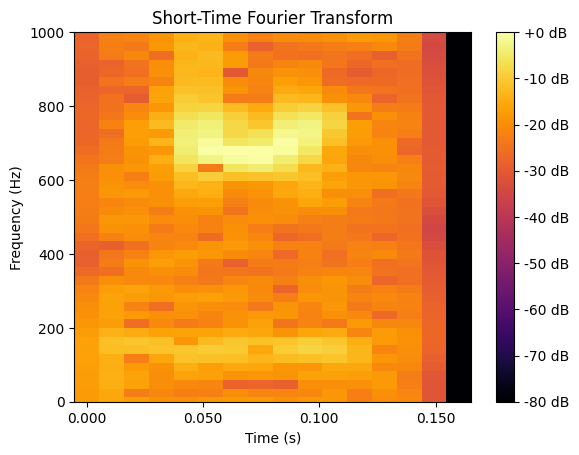 Short-Time Fourier Transform
1000
800
600
400
200
0
Frequency (Hz)
0.000
0.050
0.100
0.150
Time (s)
+0 dB
-10 dB
-20 dB
-30 dB
-40 dB
-50 dB
-60 dB
-70 dB
-80 dB